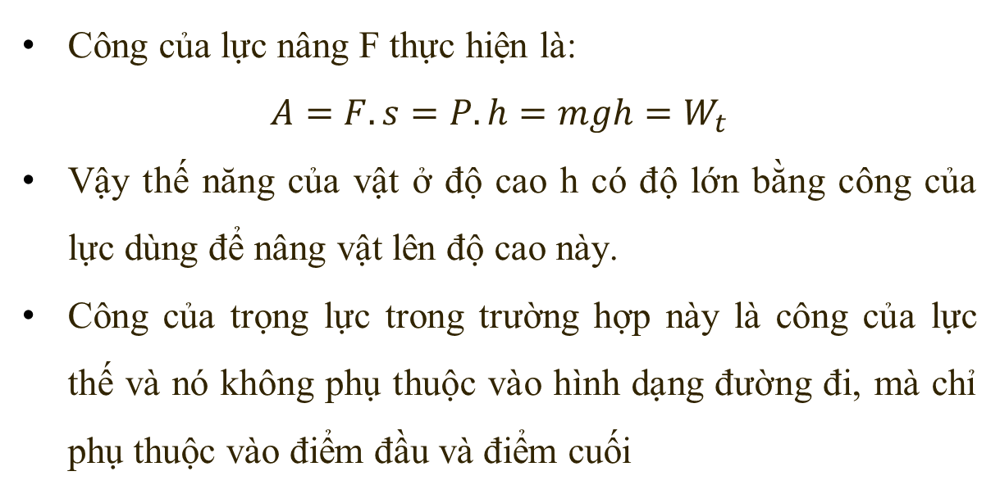 • Công của lực nâng F thực hiện là:
A = F. s = P. h = mgh = Wₜ
• Vậy thế năng của vật ở độ cao h có độ lớn bằng công của
lực dùng để nâng vật lên độ cao này.
• Công của trọng lực trong trường hợp này là công của lực
thế và nó không phụ thuộc vào hình dạng đường đi, mà chỉ
phụ thuộc vào điểm đầu và điểm cuối